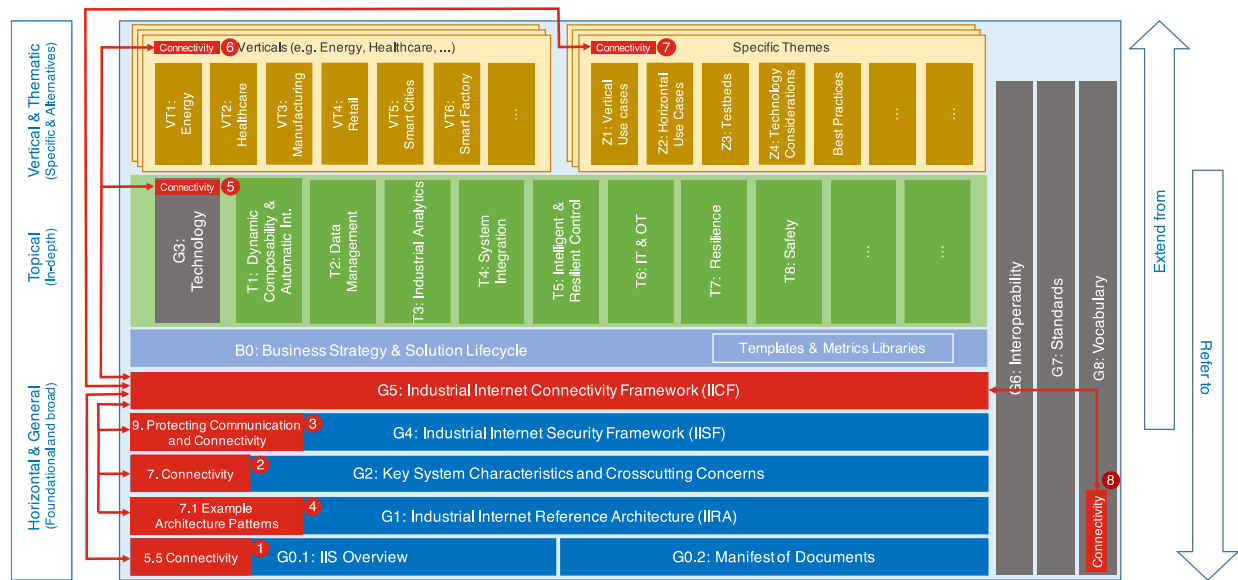 Vertical & Thematic
(Specific & Alternatives)
Topical
(In-depth)
Horizontal & General
(Foundational and broad)
Connectivity
6
Verticals (e.g. Energy, Healthcare, ...)
VT1:
Energy
VT2:
Healthcare
VT3:
Manufacturing
VT4:
Retail
VT5:
Smart Cities
VT6:
Smart Factory
...
Connectivity
7
Specific Themes
Z1: Vertical
Use cases
Z2: Horizontal
Use Cases
Z3: Testbeds
Z4: Technology
Considerations
Best Practices
...
...
Connectivity
5
G3:
Technology
T1: Dynamic
Composability &
Automatic Int.
T2: Data
Management
T3: Industrial Analytics
T4: System
Integration
T5: Intelligent &
Resilient Control
T6: IT & OT
T7: Resilience
T8: Safety
...
...
B0: Business Strategy & Solution Lifecycle
Templates & Metrics Libraries
G5: Industrial Internet Connectivity Framework (IICF)
9. Protecting Communication
and Connectivity
3
G4: Industrial Internet Security Framework (IISF)
7. Connectivity
2
G2: Key System Characteristics and Crosscutting Concerns
7.1 Example
Architecture Patterns
4
G1: Industrial Internet Reference Architecture (IIRA)
5.5 Connectivity
1
G0.1: IIS Overview
G0.2: Manifest of Documents
G6: Interoperability
G7: Standards
G8: Vocabulary
8
Connectivity
Extend from
Refer to